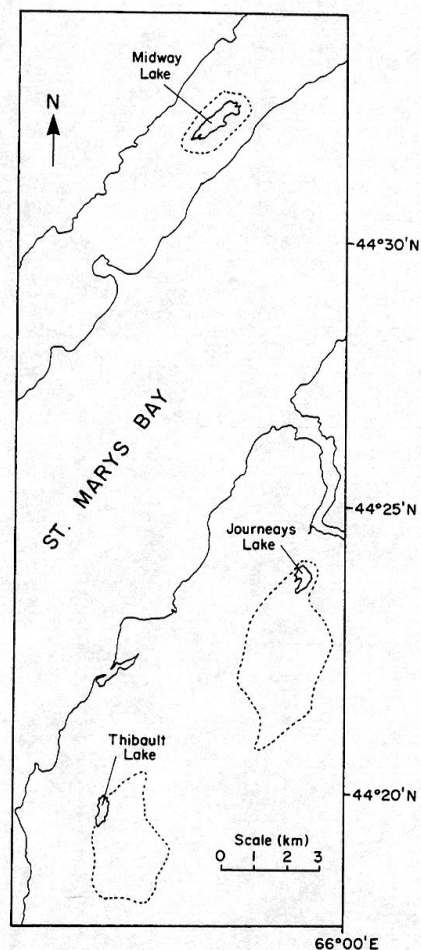 Midway
Lake
N
44°30'N
ST. MARYS BAY
44°25'N
Journeays
Lake
Thibault
Lake
44°20'N
Scale (km)
0 1 2 3
66°00'E